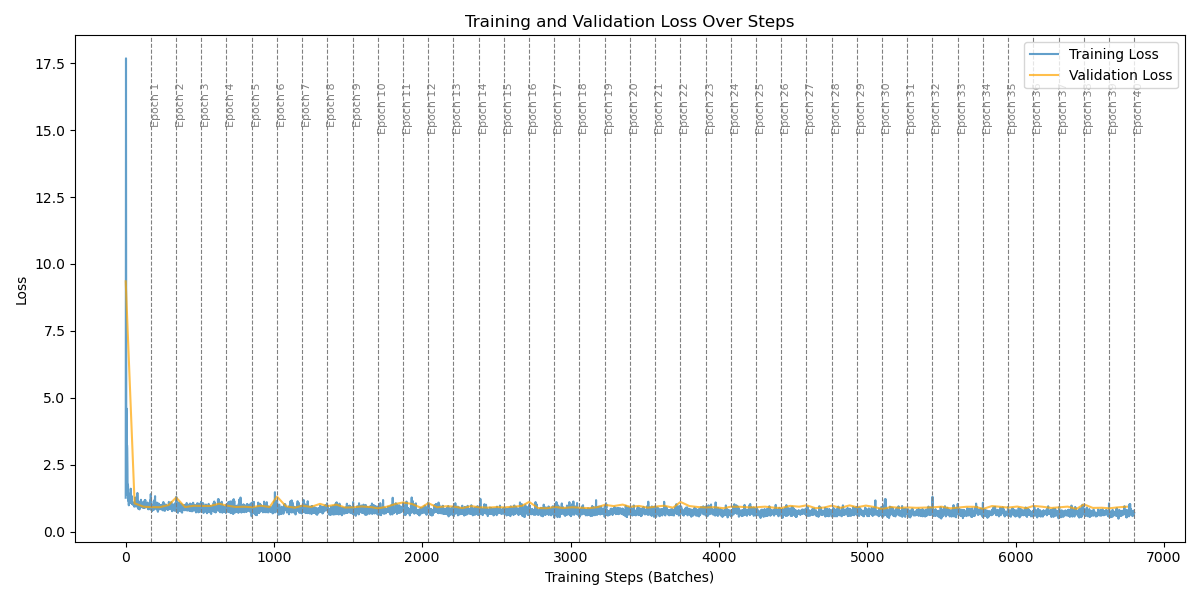 Training and Validation Loss Over Steps
Training Loss
Validation Loss
Loss
17.5
15.0
12.5
10.0
7.5
5.0
2.5
0.0
Epoch 1
Epoch 2
Epoch 3
Epoch 4
Epoch 5
Epoch 6
Epoch 7
Epoch 8
Epoch 9
Epoch 10
Epoch 11
Epoch 12
Epoch 13
Epoch 14
Epoch 15
Epoch 16
Epoch 17
Epoch 18
Epoch 19
Epoch 20
Epoch 21
Epoch 22
Epoch 23
Epoch 24
Epoch 25
Epoch 26
Epoch 27
Epoch 28
Epoch 29
Epoch 30
Epoch 31
Epoch 32
Epoch 33
Epoch 34
Epoch 35
Epoch
Epoch
Epoch
Epoch
Epoch
0
1000
2000
3000
4000
5000
6000
7000
Training Steps (Batches)